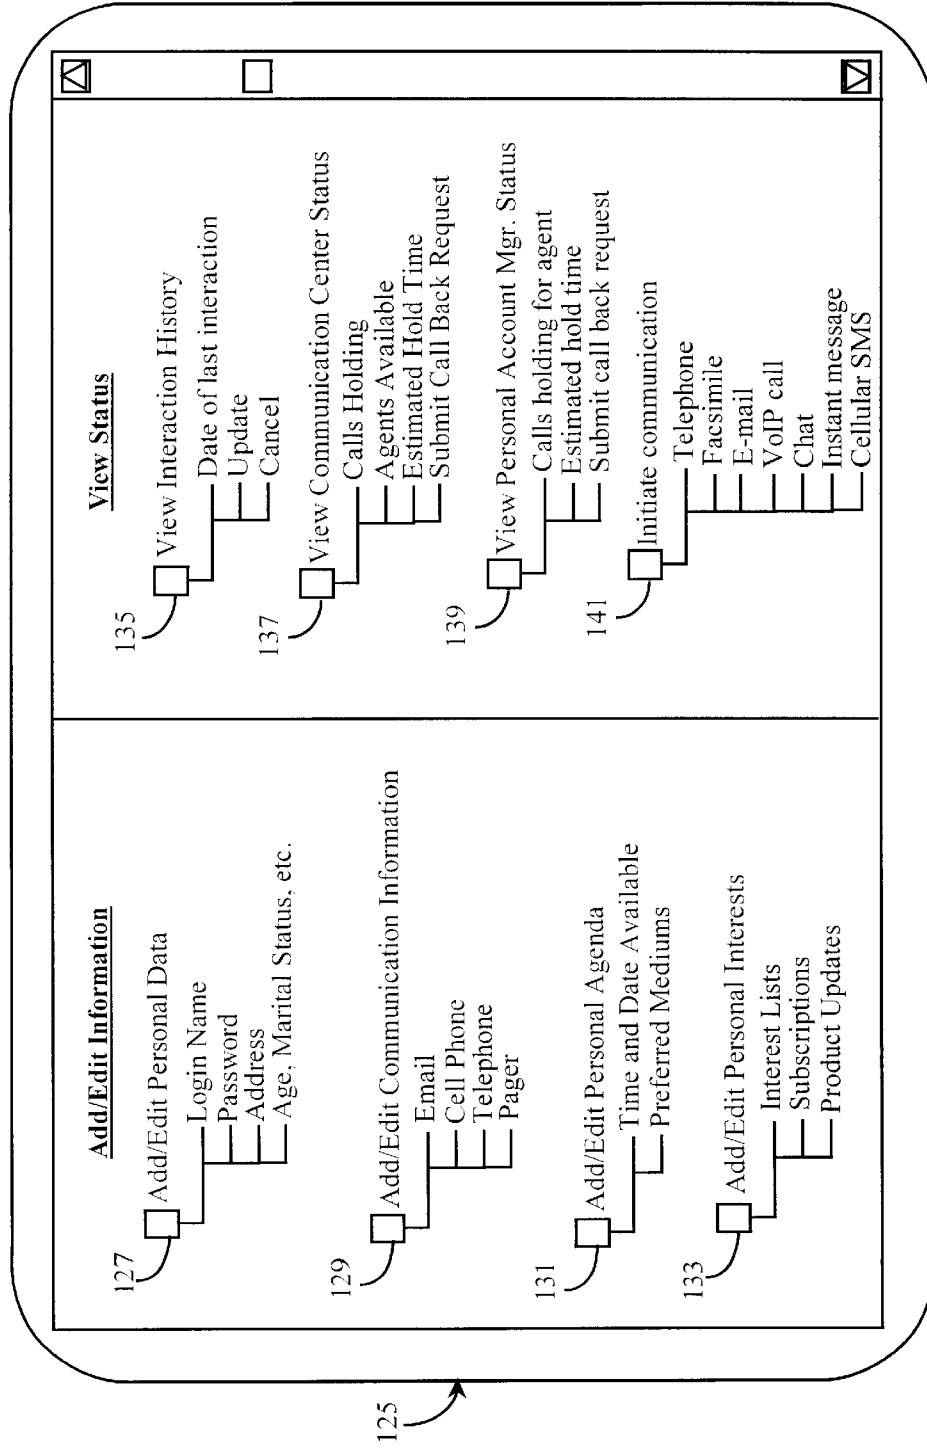 Add/Edit Information
127
Add/Edit Personal Data
Login Name
Password
Address
Age, Marital Status, etc.
129
Add/Edit Communication Information
Email
Cell Phone
Telephone
Pager
131
Add/Edit Personal Agenda
Time and Date Available
Preferred Mediums
133
Add/Edit Personal Interests
Interest Lists
Subscriptions
Product Updates
View Status
135
View Interaction History
Date of last interaction
Update
Cancel
137
View Communication Center Status
Calls Holding
Agents Available
Estimated Hold Time
Submit Call Back Request
139
View Personal Account Mgr. Status
Calls holding for agent
Estimated hold time
Submit call back request
141
Initiate communication
Telephone
Facsimile
E-mail
VoIP call
Chat
Instant message
Cellular SMS
125